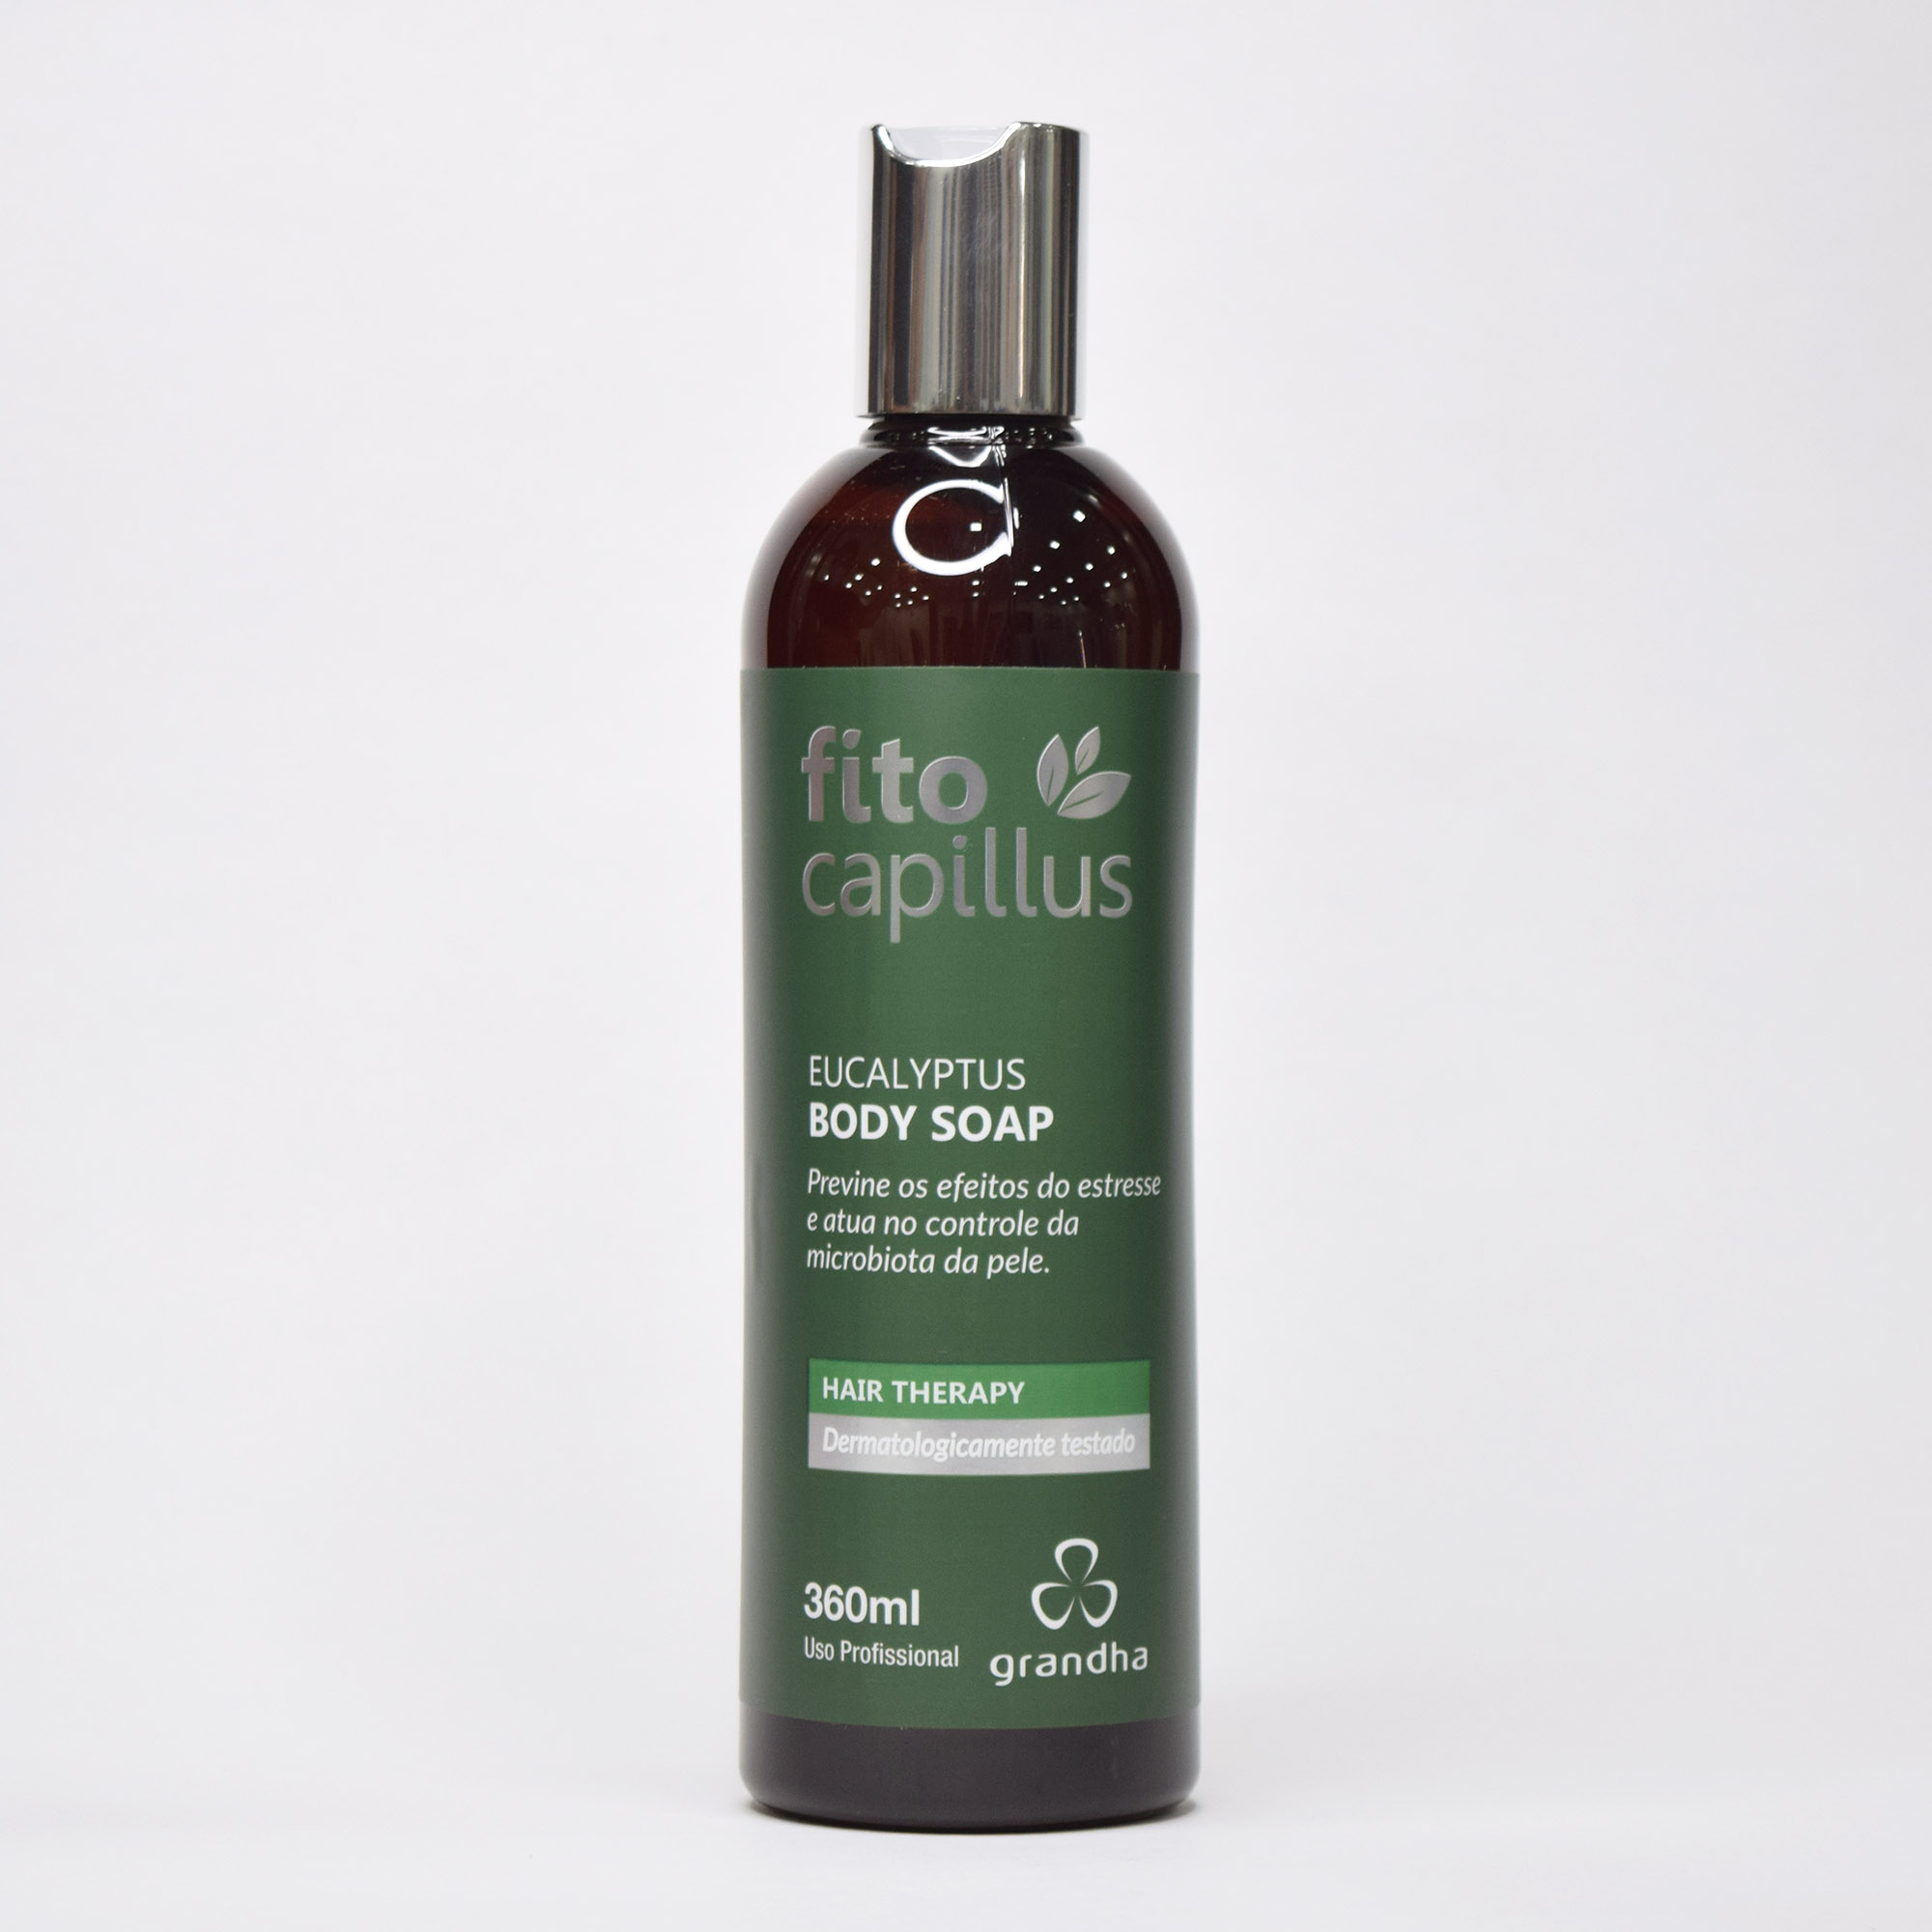 fito
capillus
EUCALYPTUS
BODY SOAP
Previne os efeitos do estresse
e atua no controle da
microbiota da pele.
HAIR THERAPY
Dermatologicamente testado
360ml
Uso Profissional
grandha